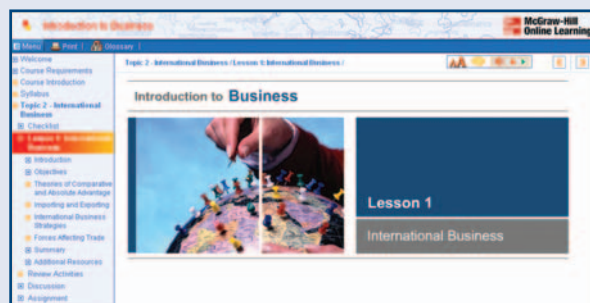 Introduction to Business
McGraw-Hill
Online Learning
Menu | Print | Glossary |
Welcome
Course Requirements
Course Introduction
Syllabus
Topic 2 - International
Business
Checklist
Lesson 1: International
Business
Introduction
Objectives
Theories of Comparative
and Absolute Advantage
Importing and Exporting
International Business
Strategies
Forces Affecting Trade
Summary
Additional Resources
Review Activities
Discussion
Assignment
Topic 2 - International Business / Lesson 1: International Business /
AA
Introduction to Business
Lesson 1
International Business